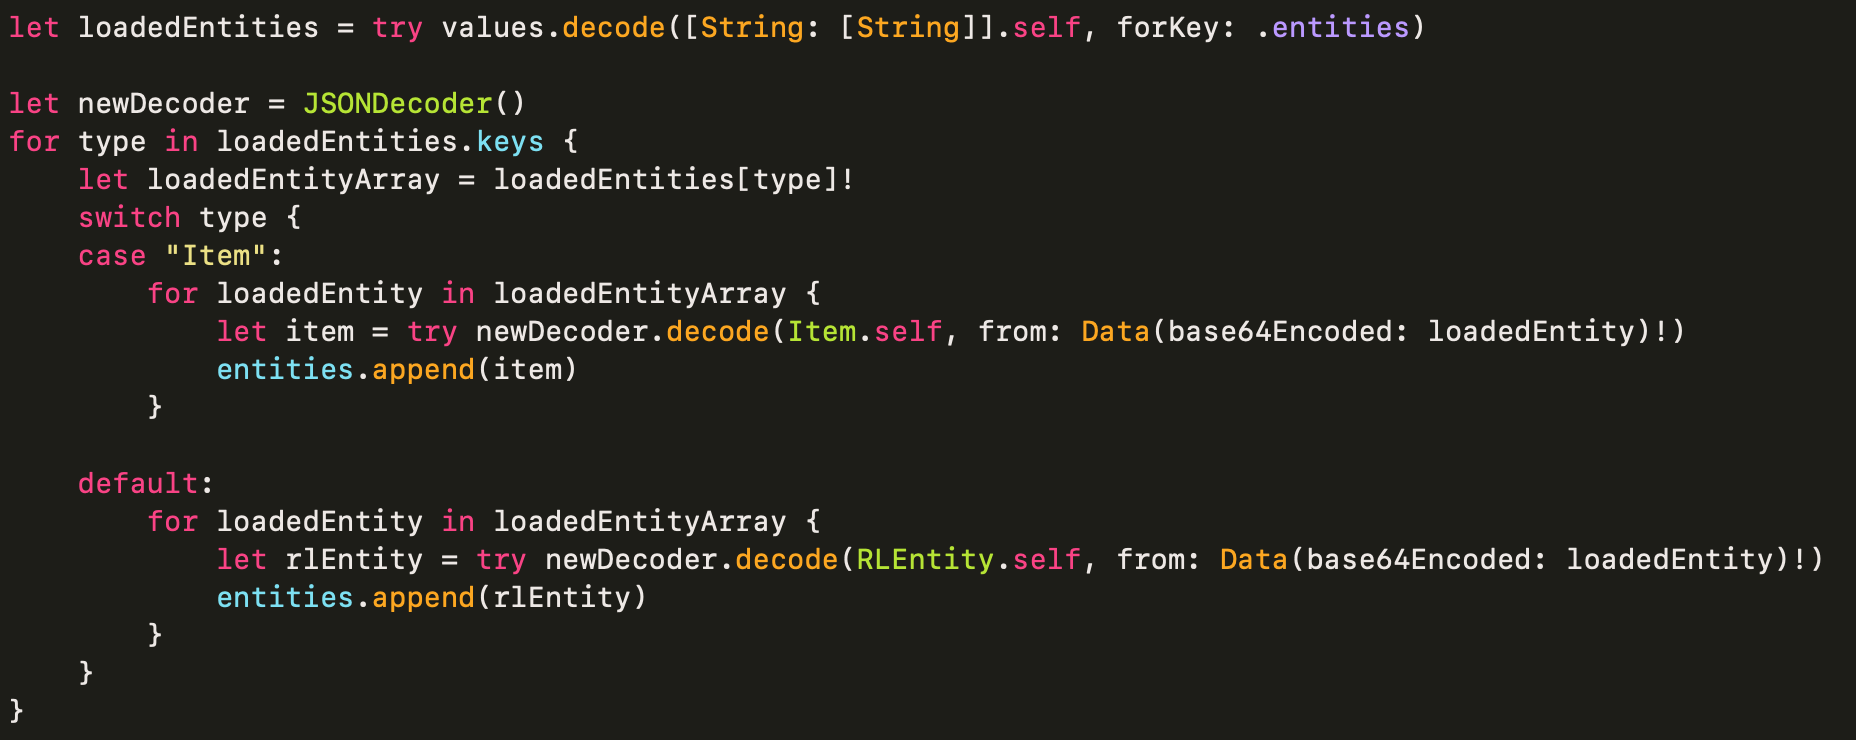 let loadedEntities = try values.decode([String: [String]].self, forKey: .entities)

let newDecoder = JSONDecoder()
for type in loadedEntities.keys {
    let loadedEntityArray = loadedEntities[type]!
    switch type {
    case "Item":
        for loadedEntity in loadedEntityArray {
            let item = try newDecoder.decode(Item.self, from: Data(base64Encoded: loadedEntity)!)
            entities.append(item)
        }

    default:
        for loadedEntity in loadedEntityArray {
            let rlEntity = try newDecoder.decode(RLEntity.self, from: Data(base64Encoded: loadedEntity)!)
            entities.append(rlEntity)
        }
    }
}